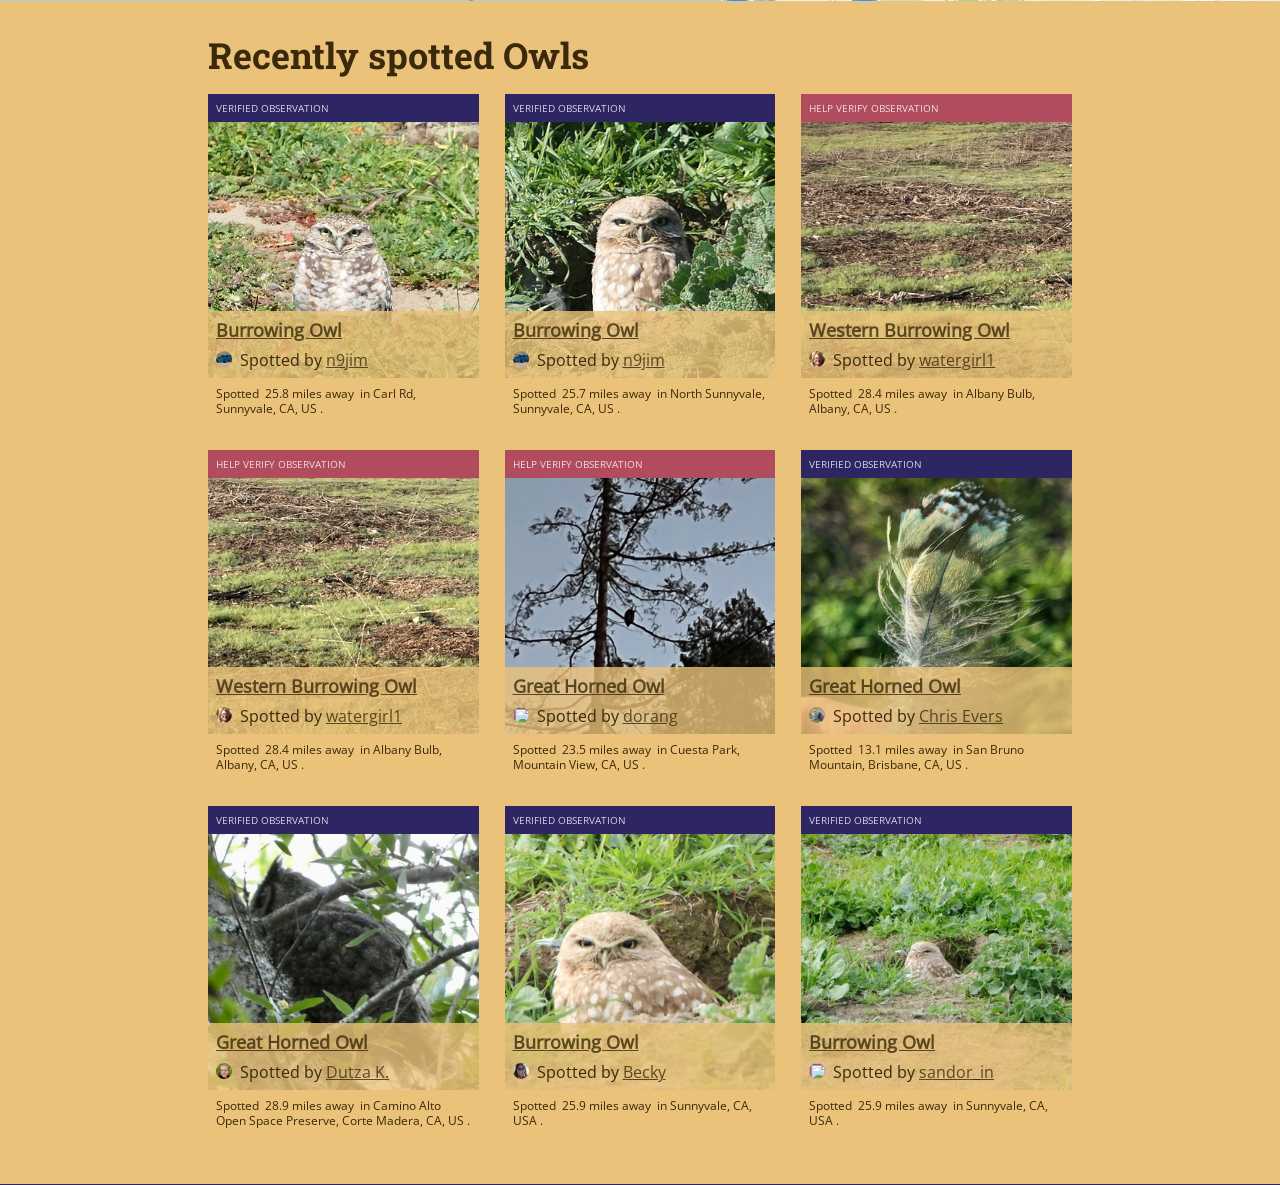 Recently spotted Owls
VERIFIED OBSERVATION
Burrowing Owl
Spotted by n9jim
Spotted 25.8 miles away in Carl Rd,
Sunnyvale, CA, US .
VERIFIED OBSERVATION
Burrowing Owl
Spotted by n9jim
Spotted 25.7 miles away in North Sunnyvale,
Sunnyvale, CA, US .
HELP VERIFY OBSERVATION
Western Burrowing Owl
Spotted by watergirl1
Spotted 28.4 miles away in Albany Bulb,
Albany, CA, US .
HELP VERIFY OBSERVATION
Western Burrowing Owl
Spotted by watergirl1
Spotted 28.4 miles away in Albany Bulb,
Albany, CA, US .
HELP VERIFY OBSERVATION
Great Horned Owl
Spotted by dorang
Spotted 23.5 miles away in Cuesta Park,
Mountain View, CA, US .
VERIFIED OBSERVATION
Great Horned Owl
Spotted by Chris Evers
Spotted 13.1 miles away in San Bruno
Mountain, Brisbane, CA, US .
VERIFIED OBSERVATION
Great Horned Owl
Spotted by Dutza K.
Spotted 28.9 miles away in Camino Alto
Open Space Preserve, Corte Madera, CA, US .
VERIFIED OBSERVATION
Burrowing Owl
Spotted by Becky
Spotted 25.9 miles away in Sunnyvale, CA,
USA .
VERIFIED OBSERVATION
Burrowing Owl
Spotted by sandor_in
Spotted 25.9 miles away in Sunnyvale, CA,
USA .